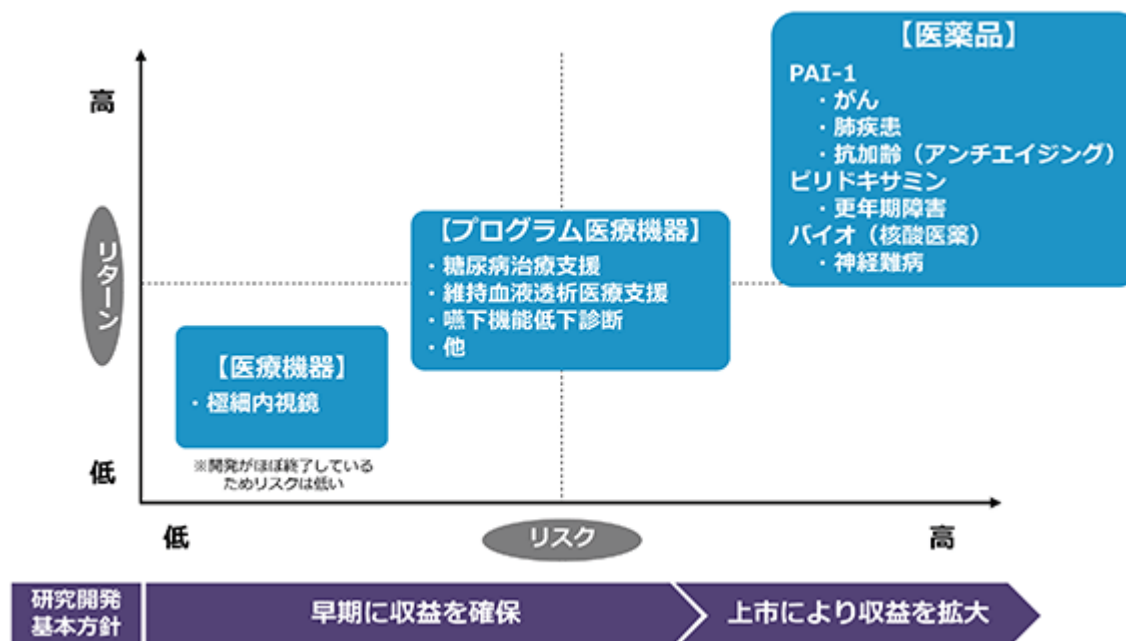 【医薬品】
PAI-1
・がん
・肺疾患
・抗加齢（アンチエイジング）
ピリドキサミン
・更年期障害
バイオ（核酸医薬）
・神経難病
高
リターン
【プログラム医療機器】
・糖尿病治療支援
・維持血液透析医療支援
・嚥下機能低下診断
・他
【医療機器】
・極細内視鏡
※開発がほぼ終了している
ためリスクは低い
低
低
リスク
高
研究開発
基本方針
早期に収益を確保
上市により収益を拡大